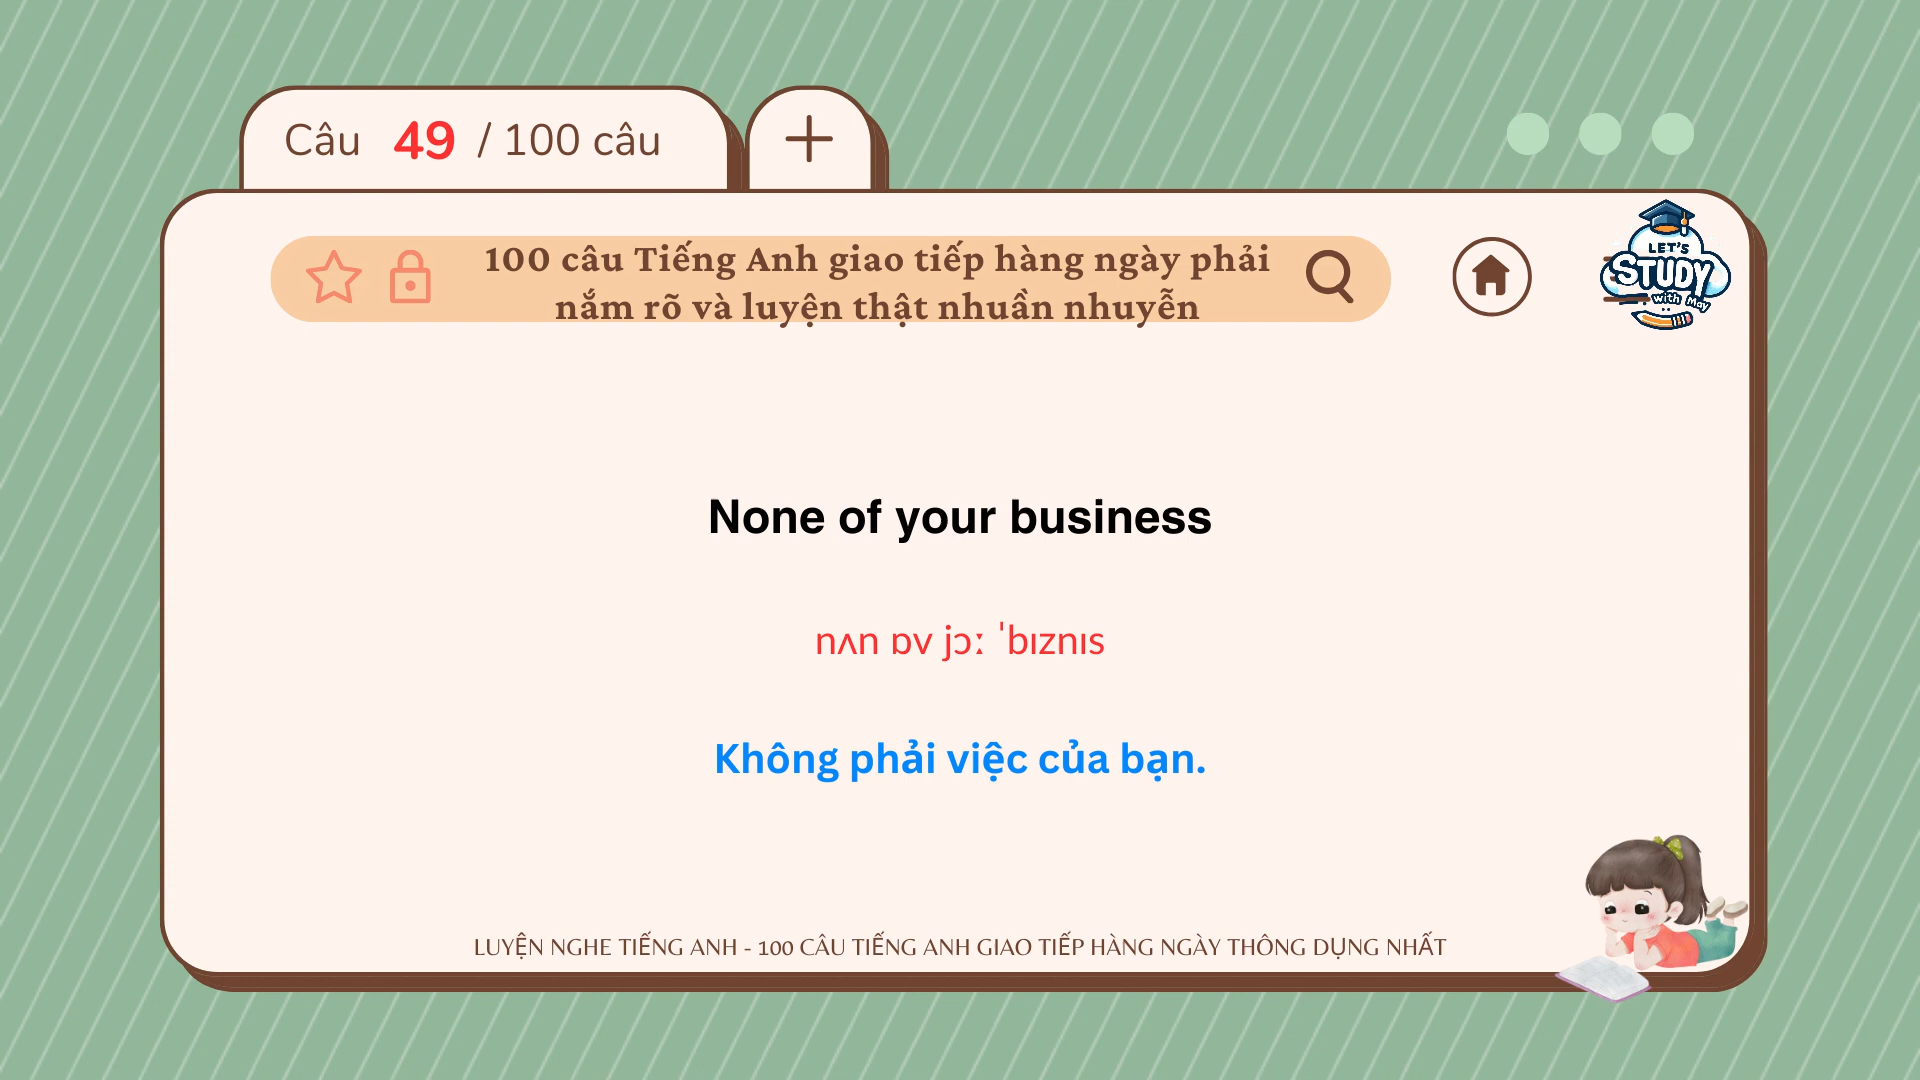 Câu 49 / 100 câu
100 câu Tiếng Anh giao tiếp hàng ngày phải
nắm rõ và luyện thật nhuần nhuyễn
LET'S
STUDY
with May
None of your business
nʌn ɒv jɔː ˈbɪznɪs
Không phải việc của bạn.
LUYỆN NGHE TIẾNG ANH - 100 CÂU TIẾNG ANH GIAO TIẾP HÀNG NGÀY THÔNG DỤNG NHẤT